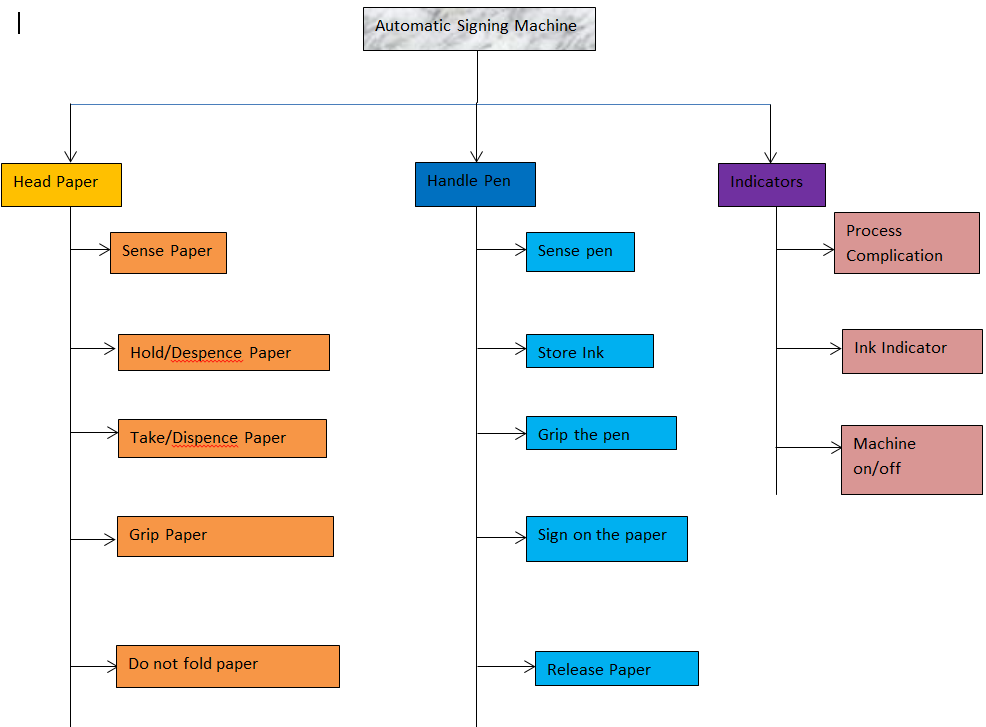 Automatic Signing Machine
Head Paper
Handle Pen
Indicators
Sense Paper
Hold/Despence Paper
Take/Dispence Paper
Grip Paper
Do not fold paper
Sense pen
Store Ink
Grip the pen
Sign on the paper
Release Paper
Process
Complication
Ink Indicator
Machine
on/off